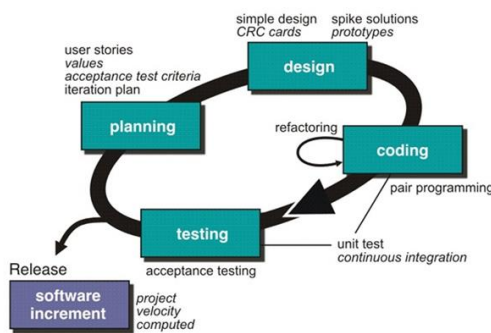 simple design
CRC cards
spike solutions
prototypes
user stories
values
acceptance test criteria
iteration plan
design
planning
refactoring
coding
pair programming
testing
acceptance testing
unit test
continuous integration
Release
software
increment
project
velocity
computed